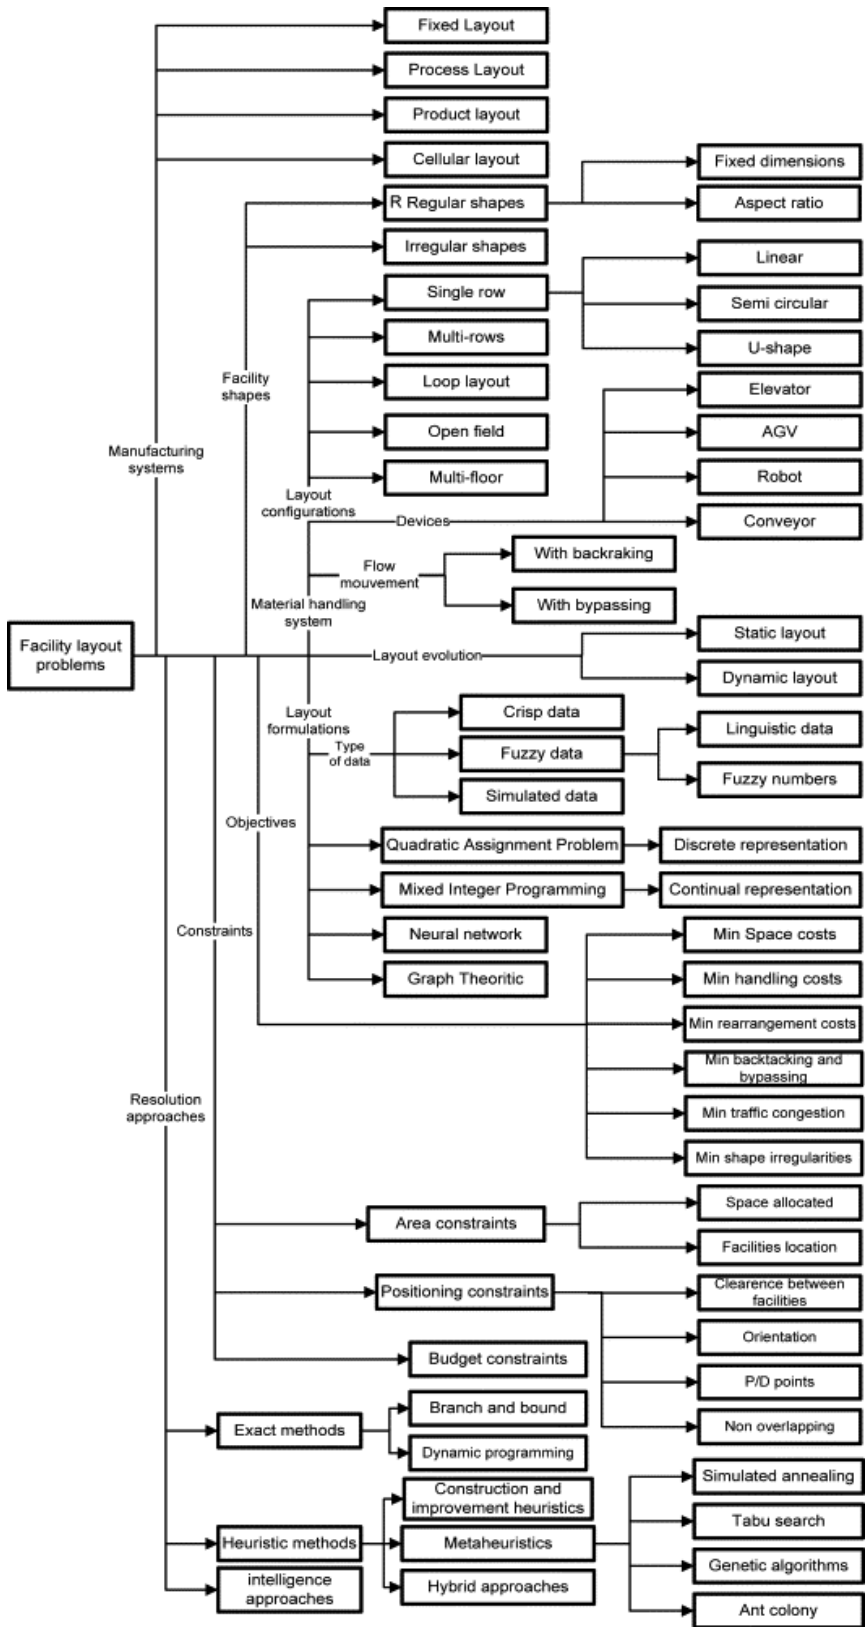 Fixed Layout
Process Layout
Product layout
Cellular layout
Fixed dimensions
R Regular shapes
Aspect ratio
Irregular shapes
Linear
Single row
Semi circular
Multi-rows
U-shape
Facility
shapes
Loop layout
Elevator
Open field
AGV
Manufacturing
systems
Multi-floor
Robot
Layout
configurations
Devices
Conveyor
With backraking
Flow
mouvement
With bypassing
Material handling
system
Static layout
Facility layout
problems
Layout evolution
Dynamic layout
Layout
formulations
Crisp data
Linguistic data
Type
of data
Fuzzy data
Fuzzy numbers
Simulated data
Objectives
Quadratic Assignment Problem
Discrete representation
Mixed Integer Programming
Continual representation
Constraints
Neural network
Min Space costs
Graph Theoritic
Min handling costs
Min rearrangement costs
Min backtacking and
bypassing
Resolution
approaches
Min traffic congestion
Min shape irregularities
Space allocated
Area constraints
Facilities location
Positioning constraints
Clearence between
facilities
Orientation
Budget constraints
P/D points
Branch and bound
Exact methods
Non overlapping
Dynamic programming
Simulated annealing
Construction and
improvement heuristics
Tabu search
Heuristic methods
Metaheuristics
Genetic algorithms
intelligence
approaches
Hybrid approaches
Ant colony